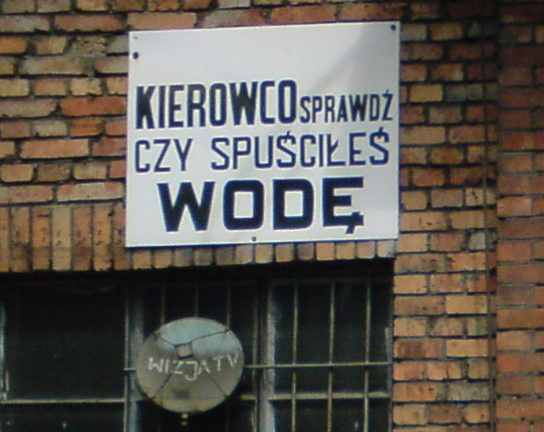 KIEROWCO SPRAWDŹ
CZY SPUŚCIŁEŚ
WODĘ
WIZJA TV